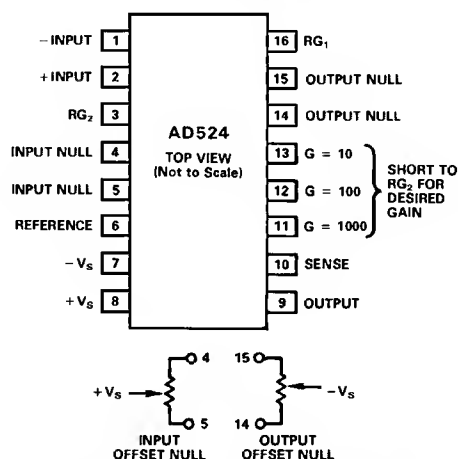 −INPUT 1
+INPUT 2
RG₂ 3
INPUT NULL 4
INPUT NULL 5
REFERENCE 6
−Vs 7
+Vs 8
AD524
TOP VIEW
(Not to Scale)
16 RG₁
15 OUTPUT NULL
14 OUTPUT NULL
13 G = 10
12 G = 100
11 G = 1000
10 SENSE
9 OUTPUT
SHORT TO
RG₂ FOR
DESIRED
GAIN
+Vs
4
5
INPUT
OFFSET NULL
15
14
−Vs
OUTPUT
OFFSET NULL